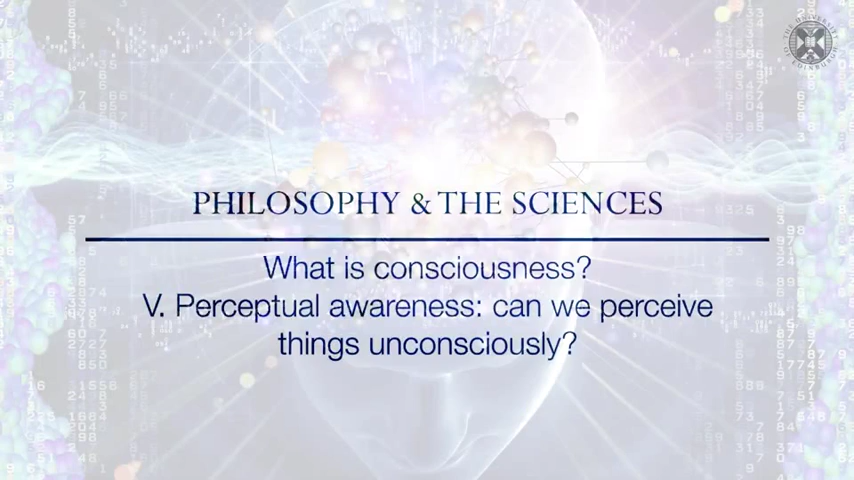 PHILOSOPHY & THE SCIENCES
What is consciousness?
V. Perceptual awareness: can we perceive
things unconsciously?